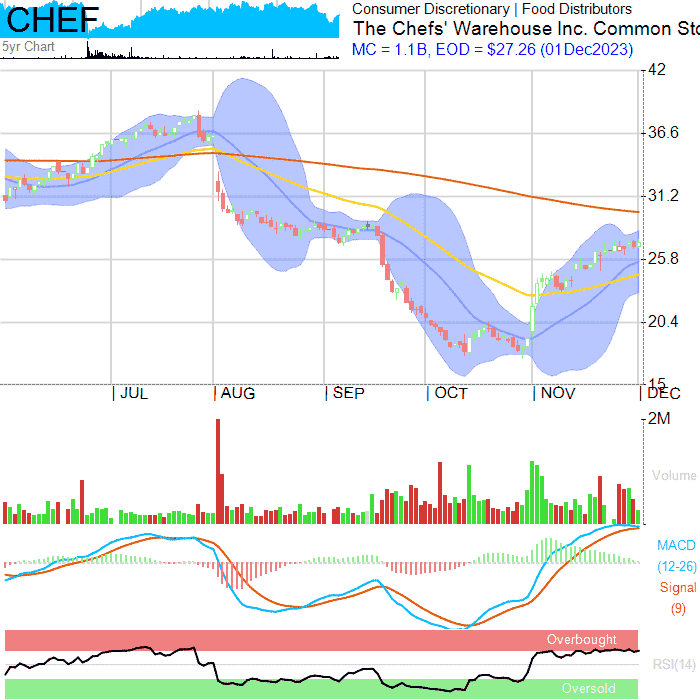 CHEF
5yr Chart
Consumer Discretionary | Food Distributors
The Chefs' Warehouse Inc. Common Sto
MC = 1.1B, EOD = $27.26 (01Dec2023)
42
36.6
31.2
25.8
20.4
15
JUL AUG SEP OCT NOV DEC
2M
Volume
MACD
(12-26)
Signal
(9)
Overbought
RSI(14)
Oversold